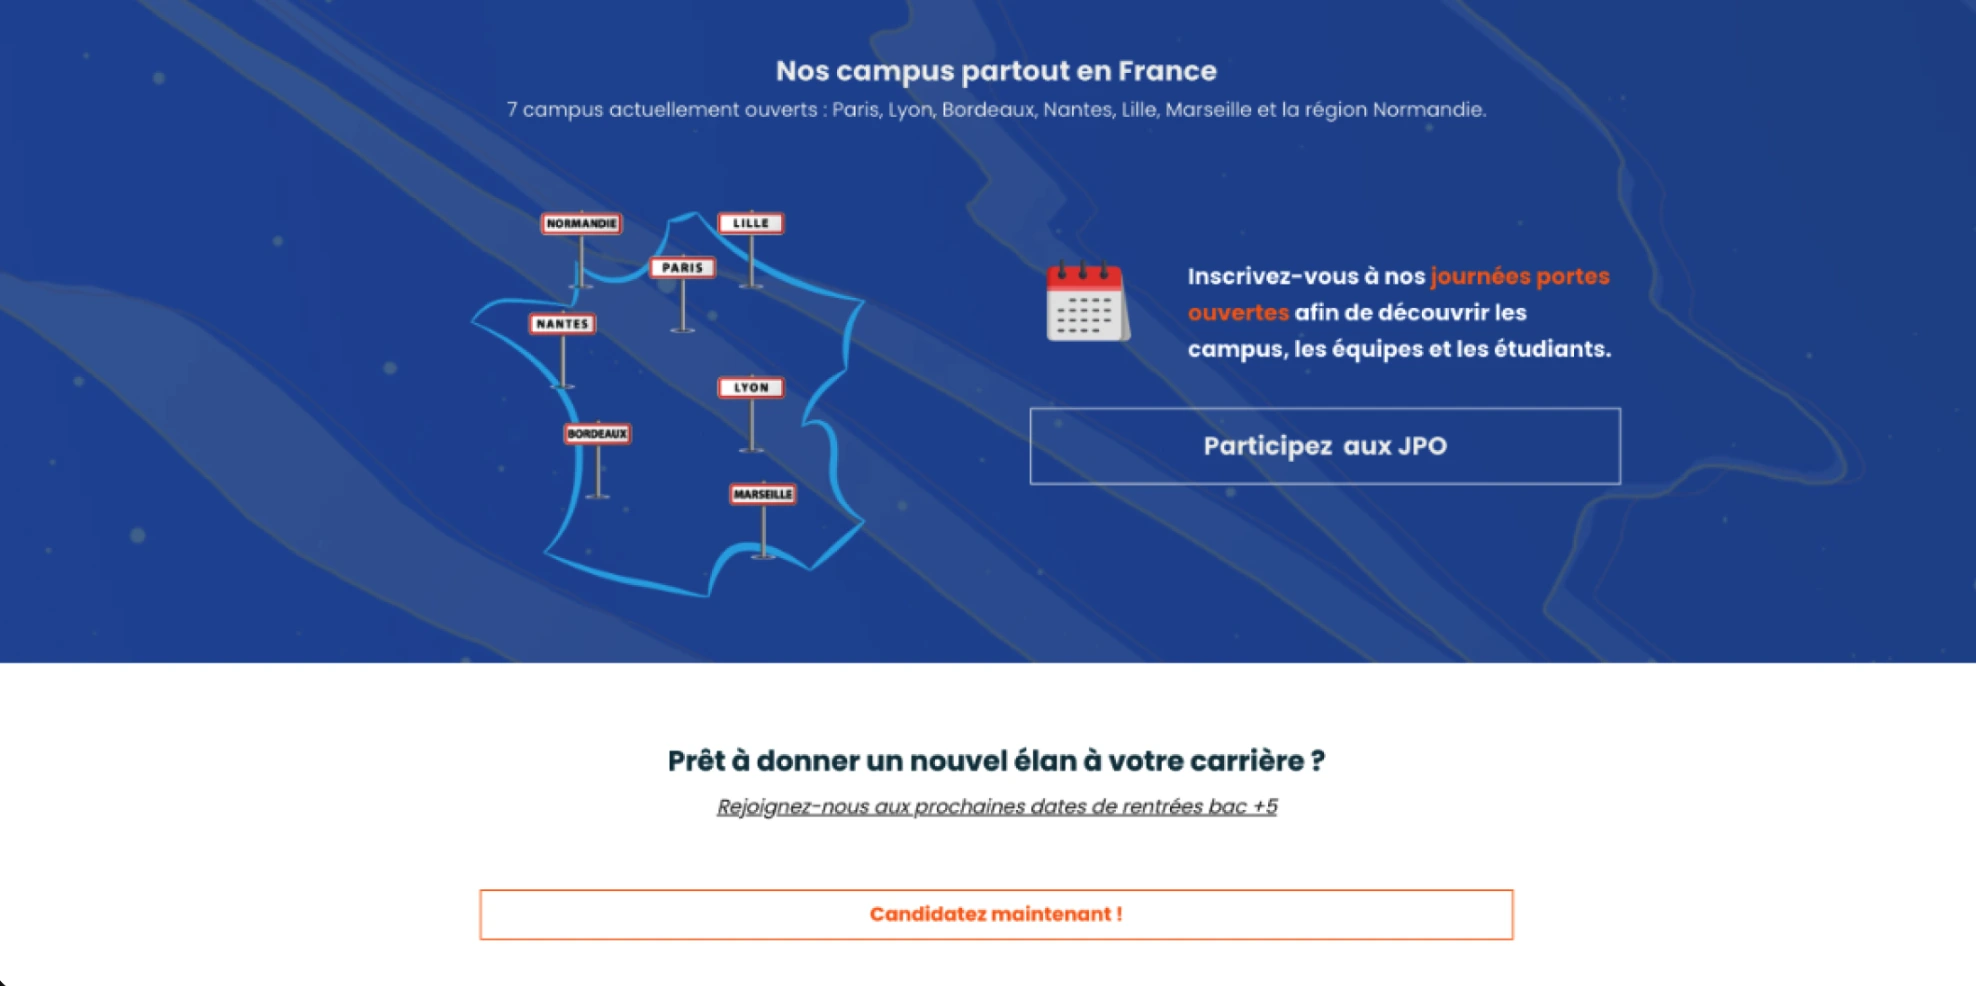 Nos campus partout en France
7 campus actuellement ouverts : Paris, Lyon, Bordeaux, Nantes, Lille, Marseille et la région Normandie.
NORMANDIE
LILLE
PARIS
NANTES
LYON
BORDEAUX
MARSEILLE
Inscrivez-vous à nos journées portes
ouvertes afin de découvrir les
campus, les équipes et les étudiants.
Participez aux JPO
Prêt à donner un nouvel élan à votre carrière ?
Rejoignez-nous aux prochaines dates de rentrées bac +5
Candidatez maintenant !